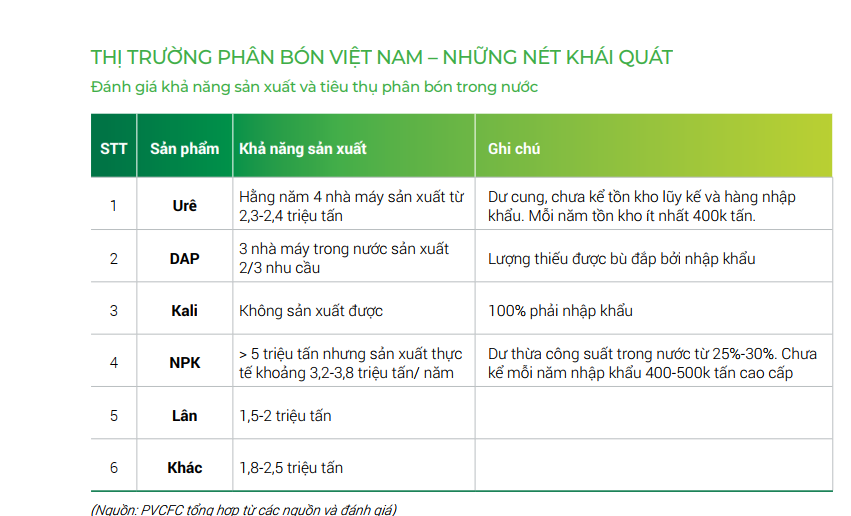 THỊ TRƯỜNG PHÂN BÓN VIỆT NAM – NHỮNG NÉT KHÁI QUÁT
Đánh giá khả năng sản xuất và tiêu thụ phân bón trong nước
STT Sản phẩm Khả năng sản xuất Ghi chú
1 Urê Hằng năm 4 nhà máy sản xuất từ 2,3-2,4 triệu tấn Dư cung, chưa kể tồn kho lũy kế và hàng nhập khẩu. Mỗi năm tồn kho ít nhất 400k tấn.
2 DAP 3 nhà máy trong nước sản xuất 2/3 nhu cầu Lượng thiếu được bù đắp bởi nhập khẩu
3 Kali Không sản xuất được 100% phải nhập khẩu
4 NPK > 5 triệu tấn nhưng sản xuất thực tế khoảng 3,2-3,8 triệu tấn/ năm Dư thừa công suất trong nước từ 25%-30%. Chưa kể mỗi năm nhập khẩu 400-500k tấn cao cấp
5 Lân 1,5-2 triệu tấn
6 Khác 1,8-2,5 triệu tấn
(Nguồn: PVCFC tổng hợp từ các nguồn và đánh giá)